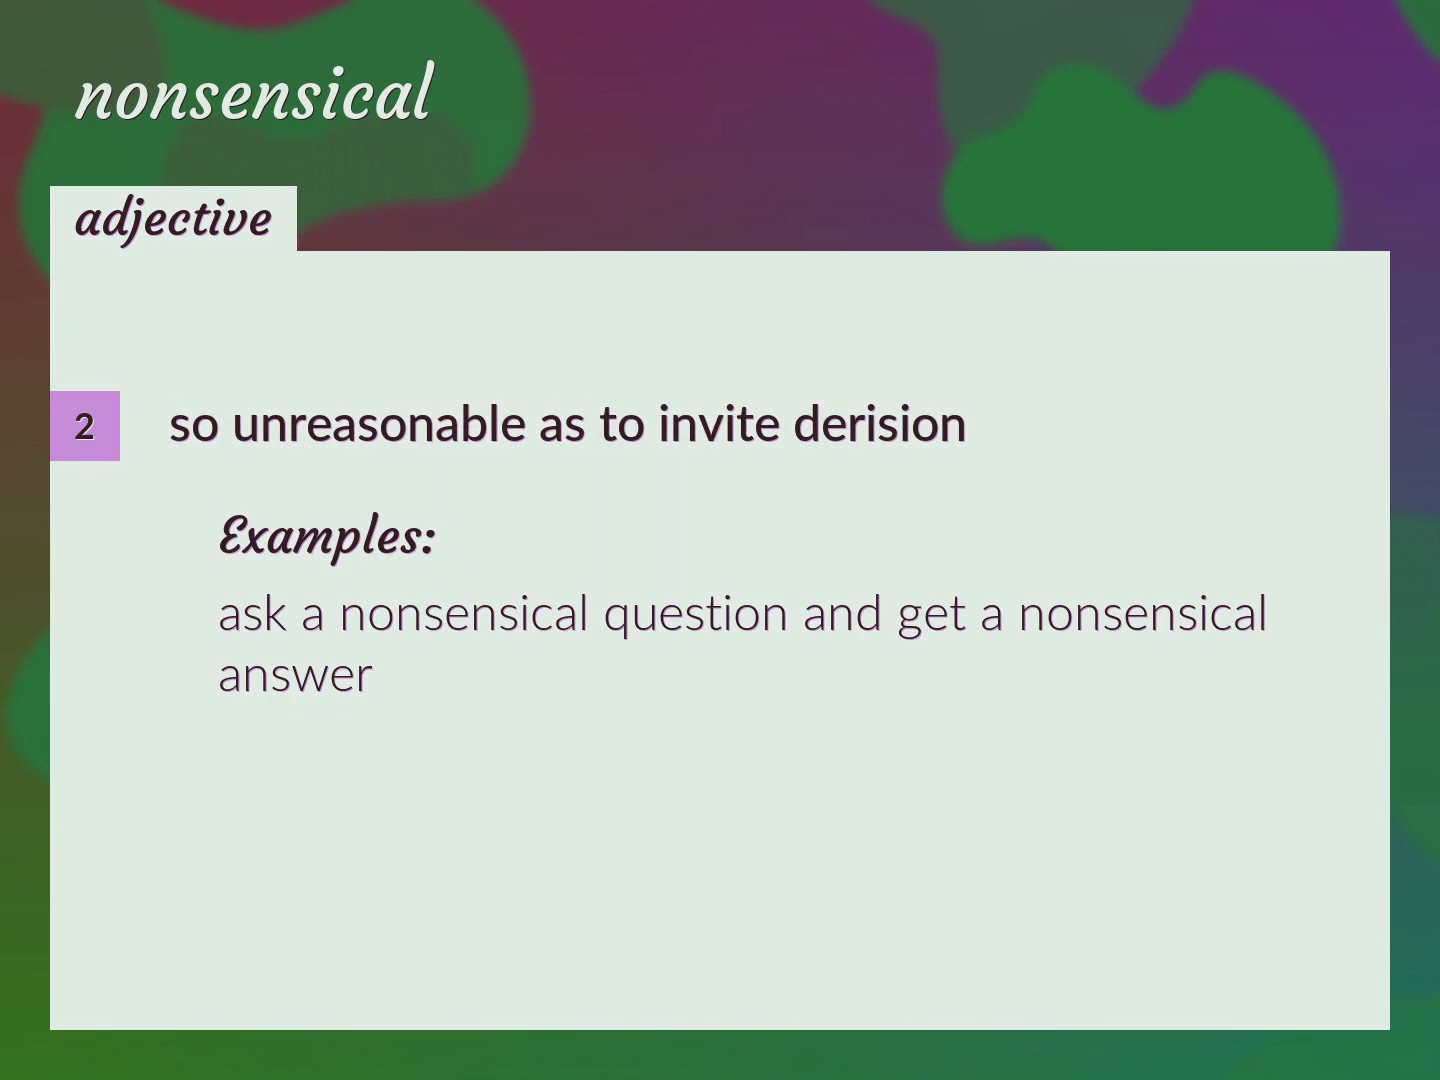 nonsensical
adjective
2
so unreasonable as to invite derision
Examples:
ask a nonsensical question and get a nonsensical
answer